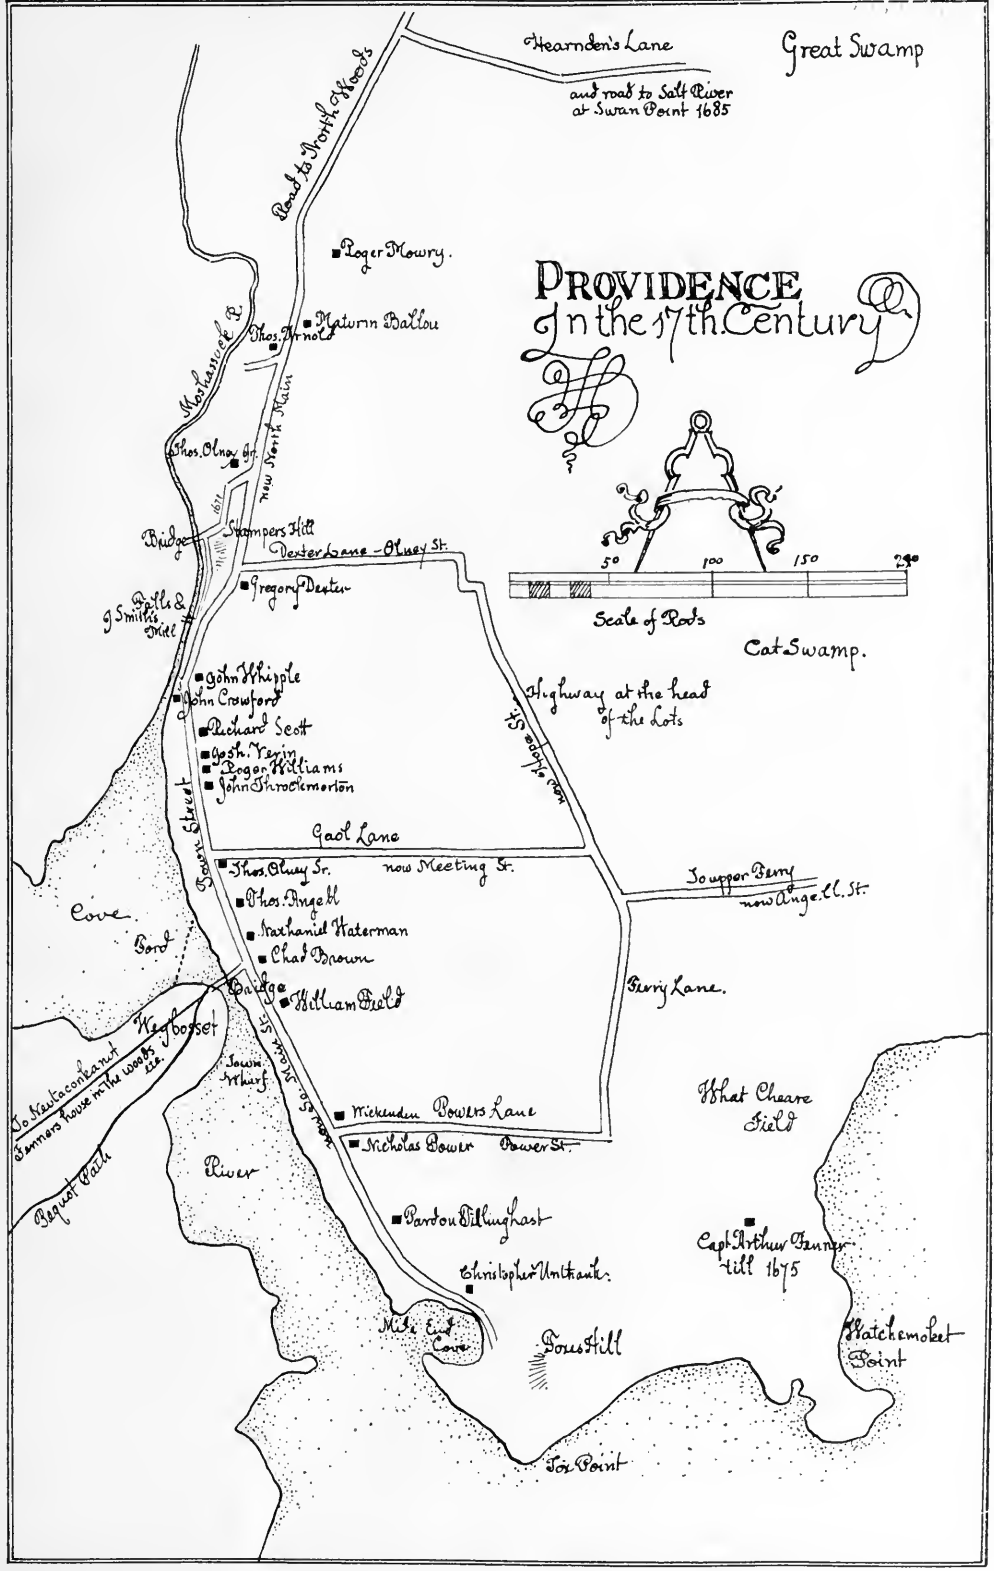 Hearnden's Lane
and road to Salt River
at Swan Point 1685
Great Swamp
Road to North Woods
Roger Mowry.
PROVIDENCE
In the 17th. Century
Moshassuck R.
Maturin Ballou
Thos. Arnold
now North Main
Thos. Olney Jr.
1672
Bridge
Stampers Hill
Dexter Lane - Olney St.
Gregory Dexter
50 100 150 200
Scale of Rods
Falls &
J Smith's
Mill
Cat Swamp.
John Whipple
John Crowford
Highway at the head
of the Lots
now Hope St.
Richard Scott
Josh. Verin
Roger Williams
John Throckmorton
Town Street
Gaol Lane
now Meeting St.
Thos. Olney Sr.
To upper Ferry
now Angell. St.
Thos. Angell
Cove.
Ford
Nathaniel Waterman
Chad Brown
Bridge
William Field
Ferry Lane.
Weybosset
Town
Wharf
now So. Main St.
To Neutaconkanut
Fenners house in the woods
etc.
Pequot Path
River
Wickenden Powers Lane
Nicholas Power Power St.
What Cheare
Field
Pardon Tillinghast
Capt. Arthur Fenner
till 1675
Christopher Unthank.
Mile End
Cove
Foxes Hill
Watchemoket
Point
Fox Point